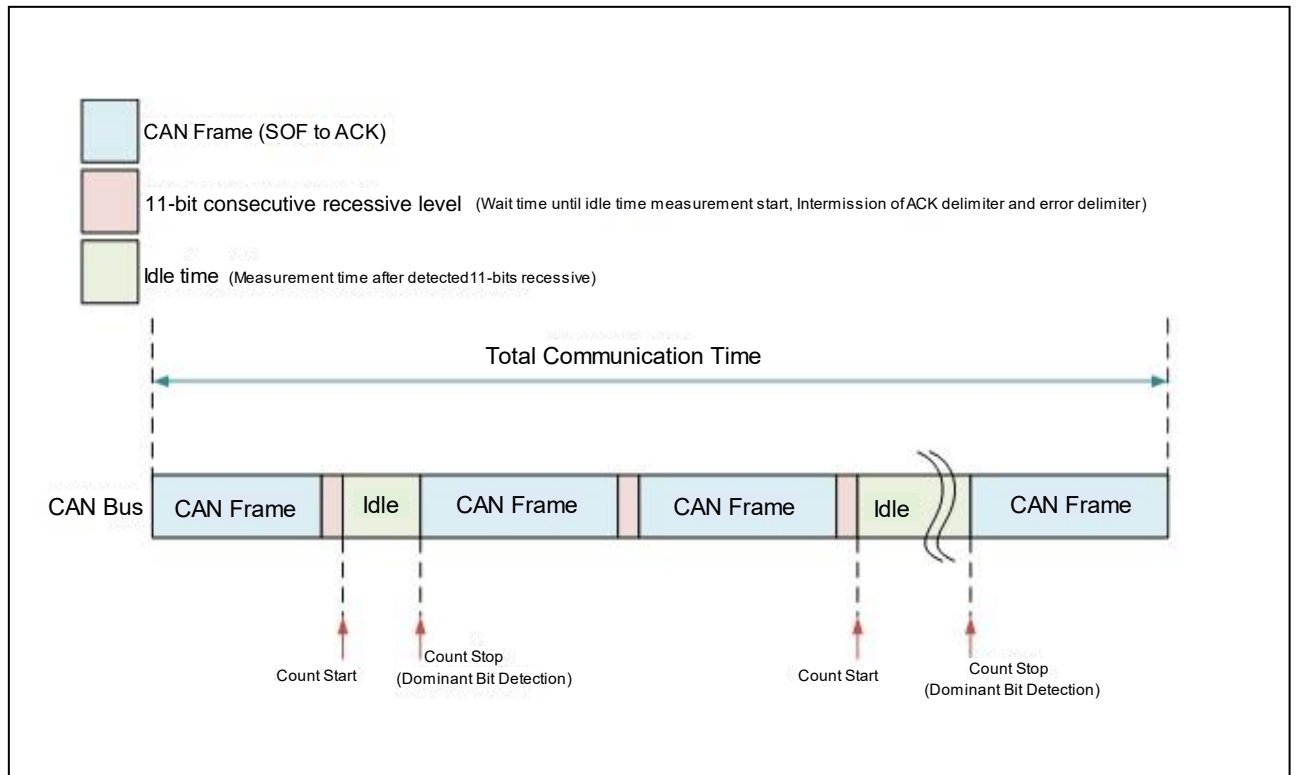 CAN Frame (SOF to ACK)
11-bit consecutive recessive level (Wait time until idle time measurement start, Intermission of ACK delimiter and error delimiter)
Idle time (Measurement time after detected11-bits recessive)
Total Communication Time
CAN Bus CAN Frame Idle CAN Frame CAN Frame Idle CAN Frame
Count Start Count Stop Count Start Count Stop
(Dominant Bit Detection) (Dominant Bit Detection)